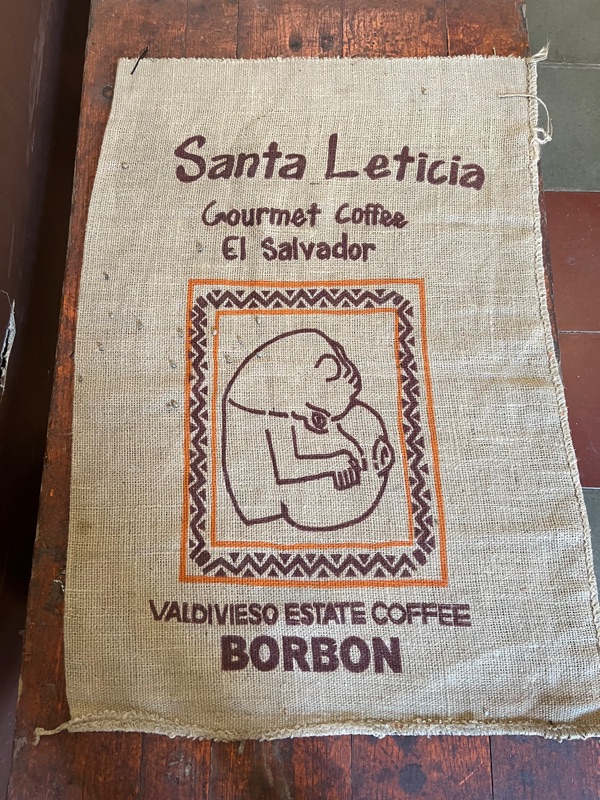 Santa Leticia
Gourmet Coffee
El Salvador
VALDIVIESO ESTATE COFFEE
BORBON